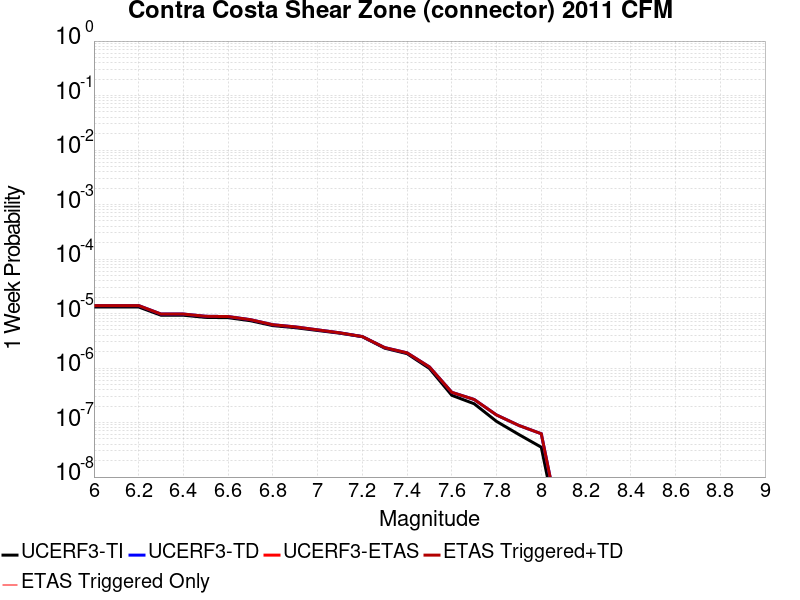 Contra Costa Shear Zone (connector) 2011 CFM
1 Week Probability
10^0
10^-1
10^-2
10^-3
10^-4
10^-5
10^-6
10^-7
10^-8
6 6.2 6.4 6.6 6.8 7 7.2 7.4 7.6 7.8 8 8.2 8.4 8.6 8.8 9
Magnitude
UCERF3-TI UCERF3-TD UCERF3-ETAS ETAS Triggered+TD
ETAS Triggered Only